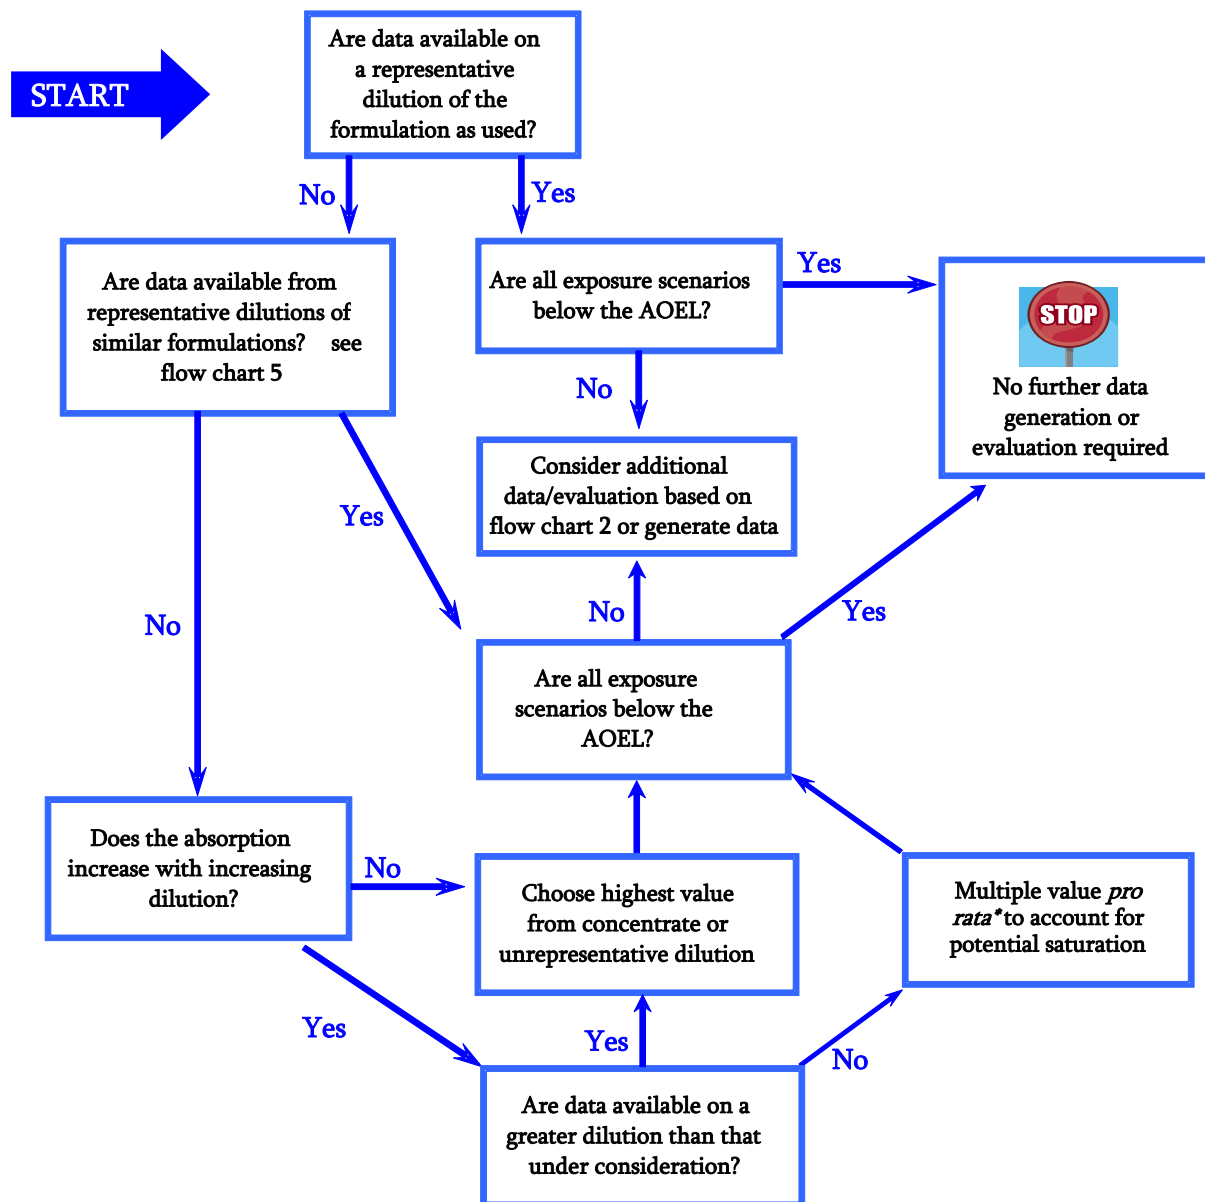 START
Are data available on
a representative
dilution of the
formulation as used?
No
Yes
Are data available from
representative dilutions of
similar formulations? see
flow chart 5
Are all exposure scenarios
below the AOEL?
Yes
STOP
No further data
generation or
evaluation required
No
Consider additional
data/evaluation based on
flow chart 2 or generate data
Yes
No
No
Yes
Are all exposure
scenarios below the
AOEL?
Does the absorption
increase with increasing
dilution?
No
Choose highest value
from concentrate or
unrepresentative dilution
Multiple value pro
rata* to account for
potential saturation
Yes
Yes
No
Are data available on a
greater dilution than that
under consideration?